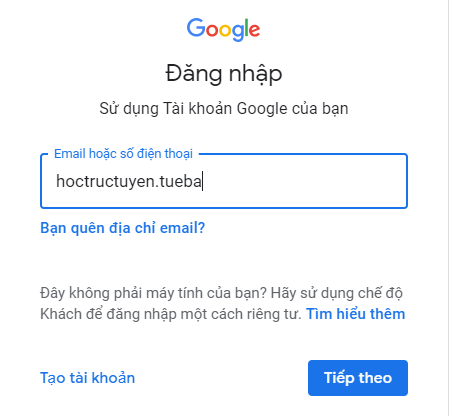 Google
Đăng nhập
Sử dụng Tài khoản Google của bạn
Email hoặc số điện thoại
hoctructuyen.tueba
Bạn quên địa chỉ email?
Đây không phải máy tính của bạn? Hãy sử dụng chế độ
Khách để đăng nhập một cách riêng tư. Tìm hiểu thêm
Tạo tài khoản
Tiếp theo